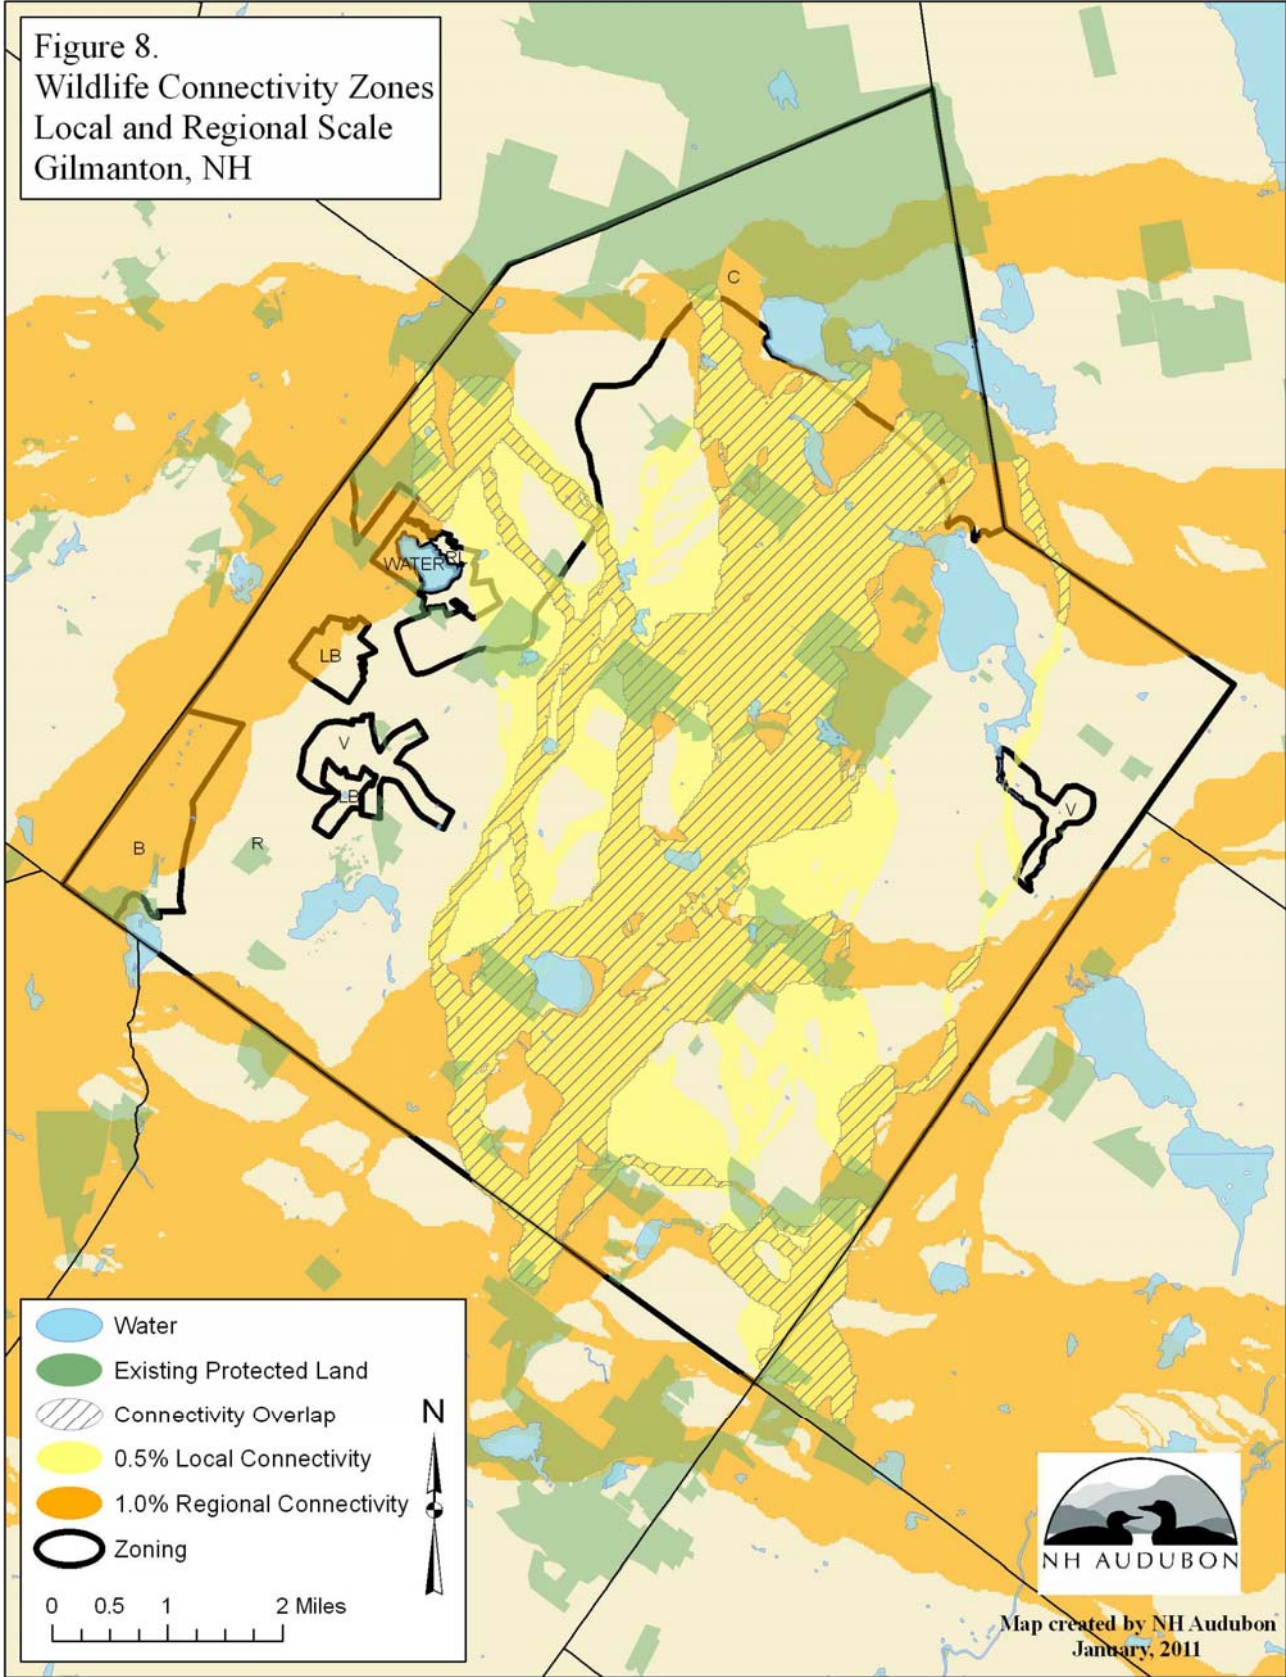 Figure 8.
Wildlife Connectivity Zones
Local and Regional Scale
Gilmanton, NH
C
WATER
RI
LB
V
LB
V
B
R
Water
Existing Protected Land
Connectivity Overlap
N
0.5% Local Connectivity
1.0% Regional Connectivity
Zoning
0 0.5 1 2 Miles
NH AUDUBON
Map created by NH Audubon
January, 2011